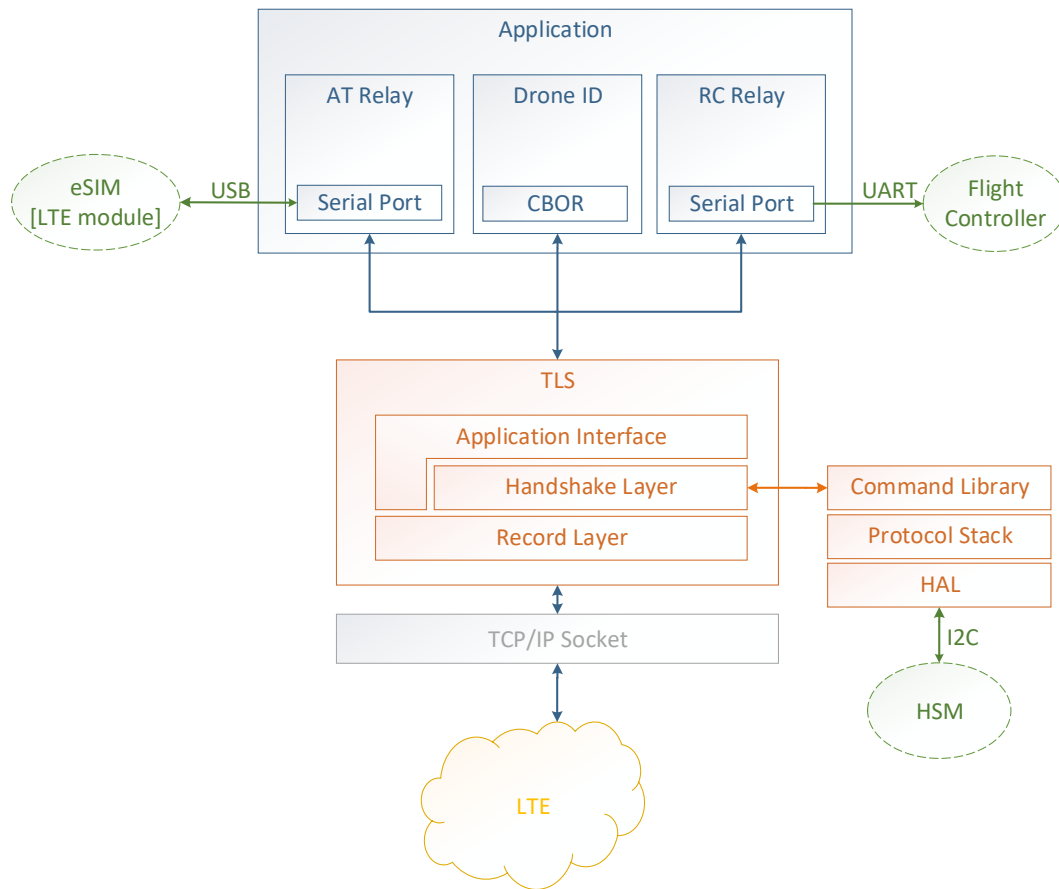 Application
AT Relay
Drone ID
RC Relay
eSIM
[LTE module]
USB
Serial Port
CBOR
Serial Port
UART
Flight
Controller
TLS
Application Interface
Handshake Layer
Command Library
Record Layer
Protocol Stack
HAL
TCP/IP Socket
I2C
HSM
LTE